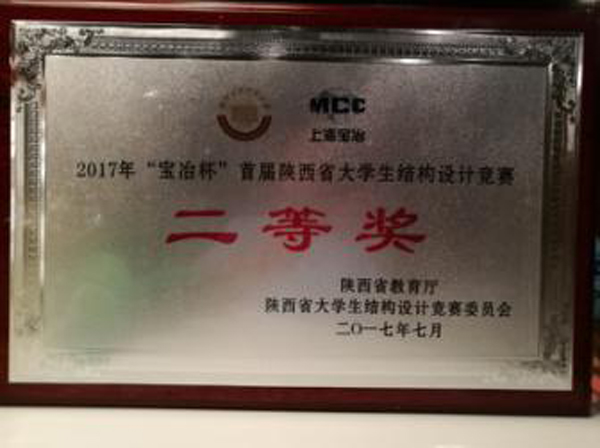 MCC
上海宝冶
2017年“宝冶杯”首届陕西省大学生结构设计竞赛
二等奖
陕西省教育厅
陕西省大学生结构设计竞赛委员会
二〇一七年七月